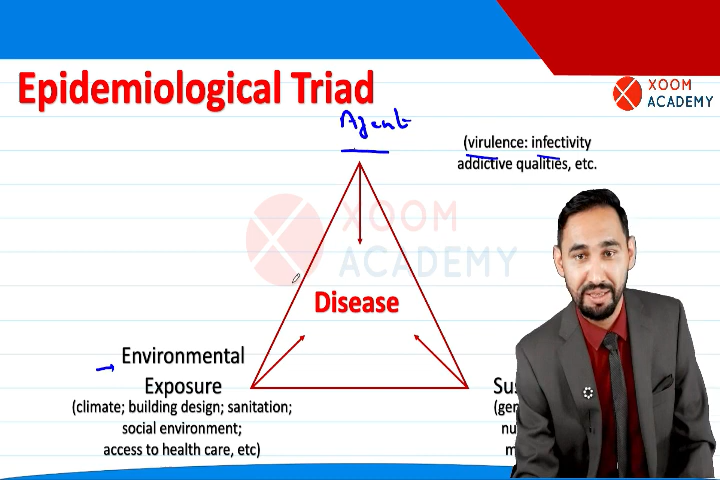 Epidemiological Triad
XOOM
ACADEMY
Agent
(virulence: infectivity
addictive qualities, etc.
XOOM
ACADEMY
Disease
Environmental
Exposure
(climate; building design; sanitation;
social environment;
access to health care, etc)